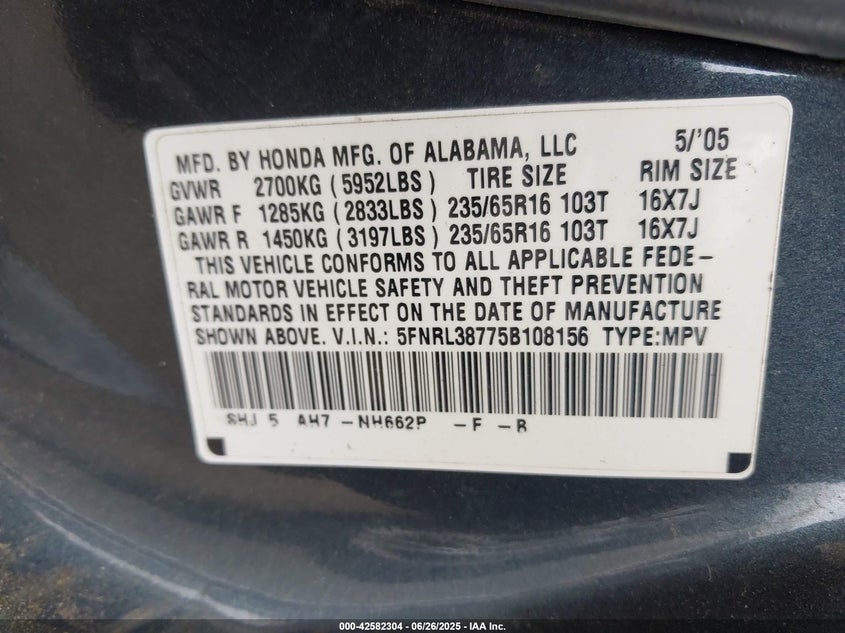 MFD. BY HONDA MFG. OF ALABAMA, LLC 5/'05
GVWR 2700KG (5952LBS) TIRE SIZE RIM SIZE
GAWR F 1285KG (2833LBS) 235/65R16 103T 16X7J
GAWR R 1450KG (3197LBS) 235/65R16 103T 16X7J
THIS VEHICLE CONFORMS TO ALL APPLICABLE FEDE-
RAL MOTOR VEHICLE SAFETY AND THEFT PREVENTION
STANDARDS IN EFFECT ON THE DATE OF MANUFACTURE
SHOWN ABOVE. V.I.N.: 5FNRL38775B108156 TYPE:MPV
SHJ 5 AH7 -NH662P -F -B
000-42582304 | 06/26/2025 - IAA Inc.